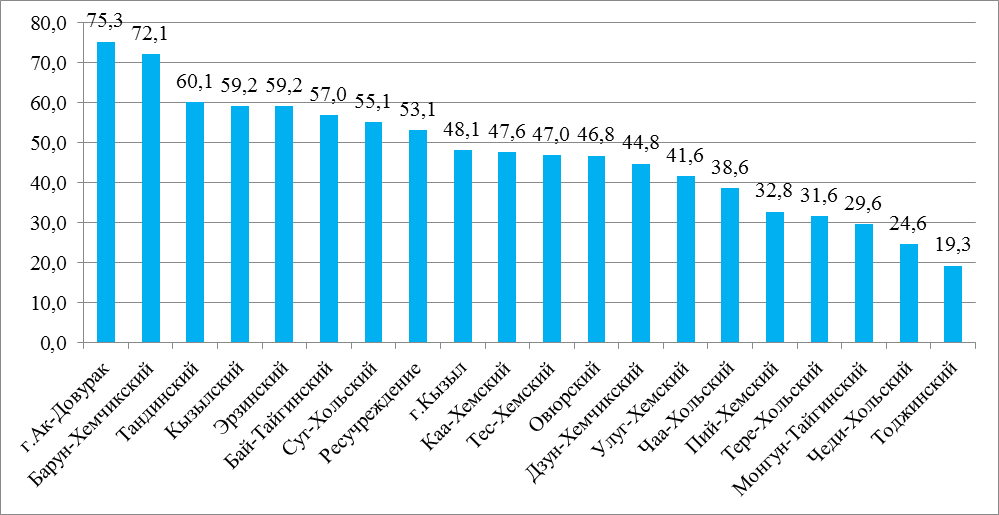 80,0
70,0
60,0
50,0
40,0
30,0
20,0
10,0
0,0
75,3
72,1
60,1
59,2
59,2
57,0
55,1
53,1
48,1
47,6
47,0
46,8
44,8
41,6
38,6
32,8
31,6
29,6
24,6
19,3
г.Ак-Довурак
Барун-Хемчикский
Тандинский
Кызылский
Эрзинский
Бай-Тайгинский
Суг-Хольский
Ресучреждение
г.Кызыл
Каа-Хемский
Тес-Хемский
Овюрский
Дзун-Хемчикский
Улуг-Хемский
Чаа-Хольский
Пий-Хемский
Тере-Хольский
Монгун-Тайгинский
Чеди-Хольский
Тоджинский